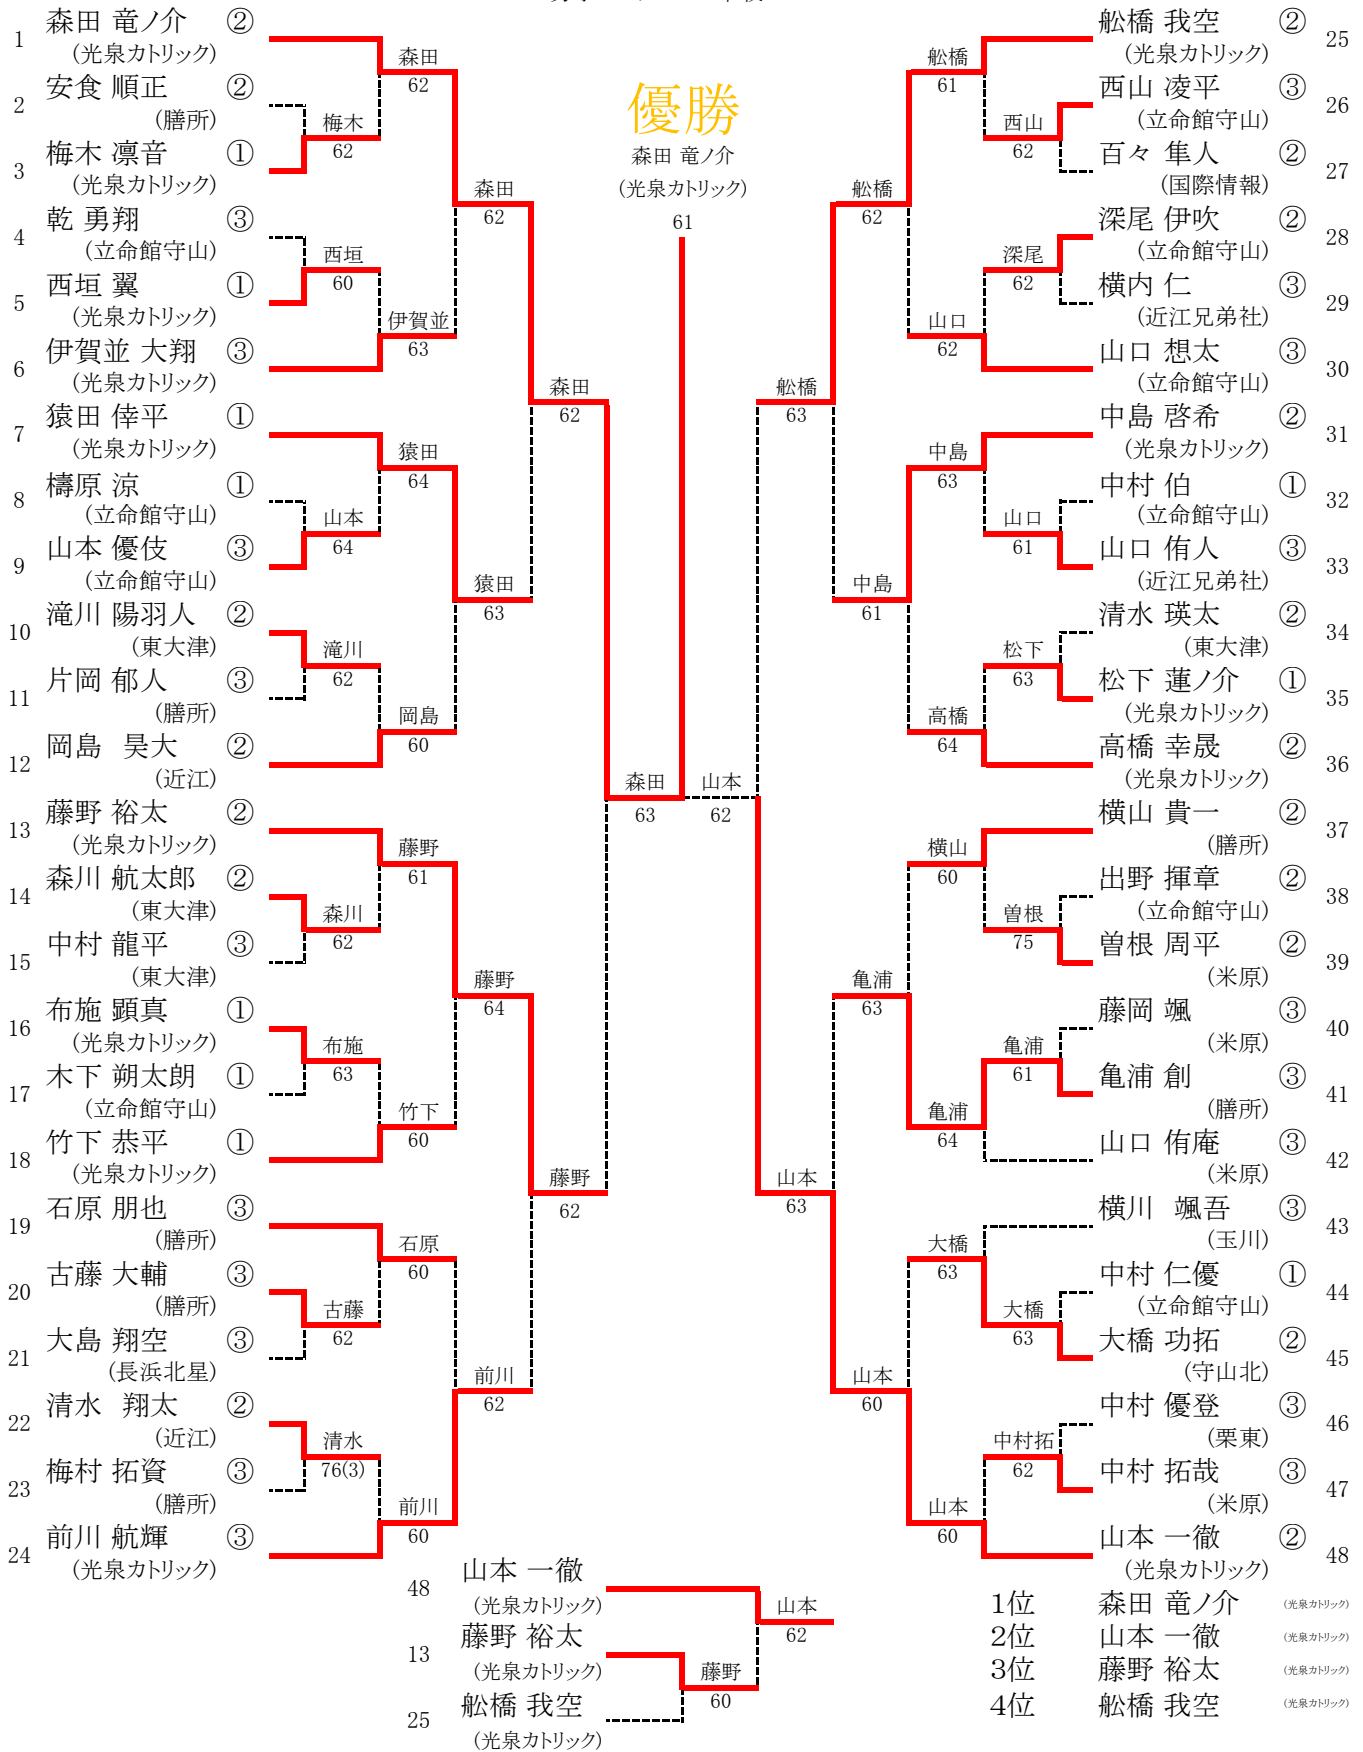 優勝
森田 竜ノ介
(光泉カトリック)
61
1 森田 竜ノ介 ②
(光泉カトリック)
2 安食 順正 ②
(膳所)
3 梅木 凛音 ①
(光泉カトリック)
4 乾 勇翔 ③
(立命館守山)
5 西垣 翼 ①
(光泉カトリック)
6 伊賀並 大翔 ③
(光泉カトリック)
7 猿田 倖平 ①
(光泉カトリック)
8 檮原 涼 ①
(立命館守山)
9 山本 優伎 ③
(立命館守山)
10 滝川 陽羽人 ②
(東大津)
11 片岡 郁人 ③
(膳所)
12 岡島 昊大 ②
(近江)
13 藤野 裕太 ②
(光泉カトリック)
14 森川 航太郎 ②
(東大津)
15 中村 龍平 ③
(東大津)
16 布施 顕真 ①
(光泉カトリック)
17 木下 朔太朗 ①
(立命館守山)
18 竹下 恭平 ①
(光泉カトリック)
19 石原 朋也 ③
(膳所)
20 古藤 大輔 ③
(膳所)
21 大島 翔空 ③
(長浜北星)
22 清水 翔太 ②
(近江)
23 梅村 拓資 ③
(膳所)
24 前川 航輝 ③
(光泉カトリック)
梅木
62
西垣
60
山本
64
滝川
62
森川
62
布施
63
古藤
62
清水
76(3)
森田
62
伊賀並
63
猿田
64
岡島
60
藤野
61
竹下
60
石原
60
前川
60
森田
62
猿田
63
藤野
64
前川
62
森田
62
藤野
62
森田
63
山本
62
舩橋
63
山本
63
舩橋
62
中島
61
亀浦
63
山本
60
舩橋
61
山口
62
中島
63
高橋
64
横山
60
亀浦
64
大橋
63
山本
60
西山
62
深尾
62
山口
61
松下
63
曽根
75
亀浦
61
大橋
63
中村拓
62
舩橋 我空 ② 25
(光泉カトリック)
西山 凌平 ③ 26
(立命館守山)
百々 隼人 ② 27
(国際情報)
深尾 伊吹 ② 28
(立命館守山)
横内 仁 ③ 29
(近江兄弟社)
山口 想太 ③ 30
(立命館守山)
中島 啓希 ② 31
(光泉カトリック)
中村 伯 ① 32
(立命館守山)
山口 侑人 ③ 33
(近江兄弟社)
清水 瑛太 ② 34
(東大津)
松下 蓮ノ介 ① 35
(光泉カトリック)
高橋 幸晟 ② 36
(光泉カトリック)
横山 貴一 ② 37
(膳所)
出野 揮章 ② 38
(立命館守山)
曽根 周平 ② 39
(米原)
藤岡 颯 ③ 40
(米原)
亀浦 創 ③ 41
(膳所)
山口 侑庵 ③ 42
(米原)
横川 颯吾 ③ 43
(玉川)
中村 仁優 ① 44
(立命館守山)
大橋 功拓 ② 45
(守山北)
中村 優登 ③ 46
(栗東)
中村 拓哉 ③ 47
(米原)
山本 一徹 ② 48
(光泉カトリック)
48 山本 一徹
(光泉カトリック)
13 藤野 裕太
(光泉カトリック)
25 舩橋 我空
(光泉カトリック)
藤野
60
山本
62
1位 森田 竜ノ介 (光泉カトリック)
2位 山本 一徹 (光泉カトリック)
3位 藤野 裕太 (光泉カトリック)
4位 舩橋 我空 (光泉カトリック)